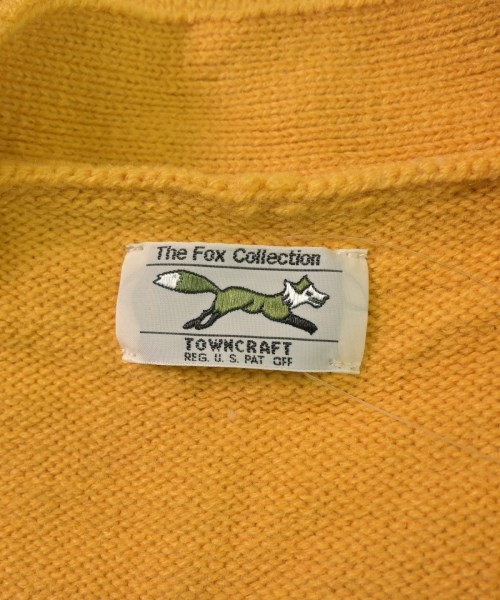 The Fox Collection
TOWNCRAFT
REG. U. S. PAT OFF